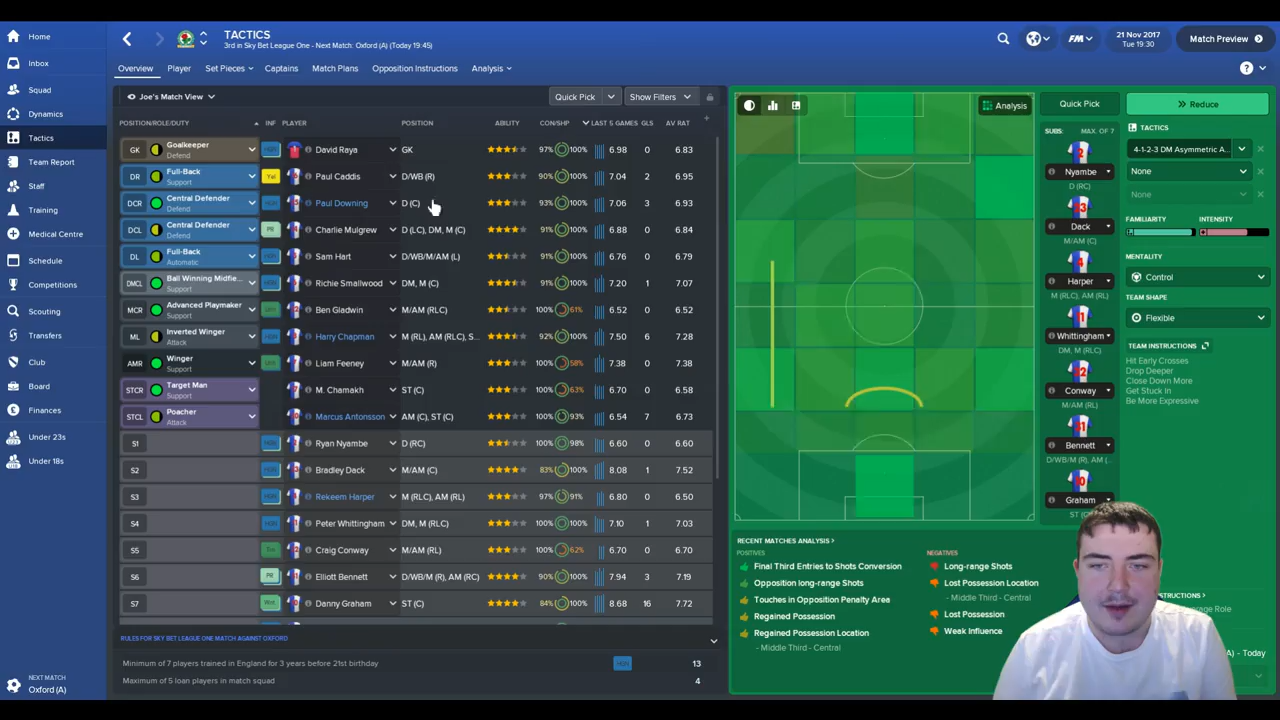 Home
Inbox
Squad
Dynamics
Tactics
Team Report
Staff
Training
Medical Centre
Schedule
Competitions
Scouting
Transfers
Club
Board
Finances
Under 23s
Under 18s
NEXT MATCH
Oxford (A)
TACTICS
3rd in Sky Bet League One - Next Match: Oxford (A) (Today 19:45)
FM
21 Nov 2017
Tue 19:30
Match Preview
Overview Player Set Pieces Captains Match Plans Opposition Instructions Analysis
Joe's Match View Quick Pick Show Filters
POSITION/ROLE/DUTY INF PLAYER POSITION ABILITY CON/SHP LAST 5 GAMES GLS AV RAT
GK Goalkeeper Defend David Raya GK 97% 100% 6.98 0 6.83
DR Full-Back Support Yel Paul Caddis D/WB (R) 90% 100% 7.04 2 6.95
DCR Central Defender Defend HGN Paul Downing D (C) 93% 100% 7.06 3 6.93
DCL Central Defender Defend PR Charlie Mulgrew D (LC), DM, M (C) 91% 100% 6.88 0 6.84
DL Full-Back Automatic HGN Sam Hart D/WB/M/AM (L) 91% 100% 6.76 0 6.79
DMCL Ball Winning Midfie... Support HGN Richie Smallwood DM, M (C) 91% 100% 7.20 1 7.07
MCR Advanced Playmaker Support Ben Gladwin M/AM (RLC) 100% 61% 6.52 0 6.52
ML Inverted Winger Attack HGN Harry Chapman M (RL), AM (RLC), S... 92% 100% 7.50 6 7.28
AMR Winger Support Liam Feeney M/AM (R) 100% 58% 7.38 0 7.38
STCR Target Man Support M. Chamakh ST (C) 100% 63% 6.70 0 6.58
STCL Poacher Attack Marcus Antonsson AM (C), ST (C) 100% 93% 6.54 7 6.73
S1 HGN Ryan Nyambe D (RC) 100% 98% 6.60 0 6.60
S2 HGN Bradley Dack M/AM (C) 83% 100% 8.08 1 7.52
S3 HGN Rekeem Harper M (RLC), AM (RL) 97% 91% 6.80 0 6.50
S4 HGN Peter Whittingham DM, M (RLC) 100% 100% 7.10 1 7.03
S5 Craig Conway M/AM (RL) 100% 62% 6.70 0 6.70
S6 PR Elliott Bennett D/WB/M (R), AM (RC) 90% 100% 7.94 3 7.19
S7 Wnt Danny Graham ST (C) 84% 100% 8.68 16 7.72
RULES FOR SKY BET LEAGUE ONE MATCH AGAINST OXFORD
Minimum of 7 players trained in England for 3 years before 21st birthday HGN 13
Maximum of 5 loan players in match squad 4
Analysis
RECENT MATCHES ANALYSIS >
POSITIVES
Final Third Entries to Shots Conversion
Opposition long-range Shots
Touches in Opposition Penalty Area
Regained Possession
Regained Possession Location
- Middle Third - Central
NEGATIVES
Long-range Shots
Lost Possession Location
- Middle Third - Central
Lost Possession
Weak Influence
Quick Pick
SUBS: MAX. OF 7
Nyambe
D (RC)
Dack
M/AM (C)
Harper
M (RLC), AM (RL)
Whittingham
DM, M (RLC)
Conway
M/AM (RL)
Bennett
D/WB/M (R), AM (...
Graham
ST (C)
Reduce
TACTICS
4-1-2-3 DM Asymmetric A...
None
None
FAMILIARITY INTENSITY
MENTALITY
Control
TEAM SHAPE
Flexible
TEAM INSTRUCTIONS
Hit Early Crosses
Drop Deeper
Close Down More
Get Stuck In
Be More Expressive
- Today